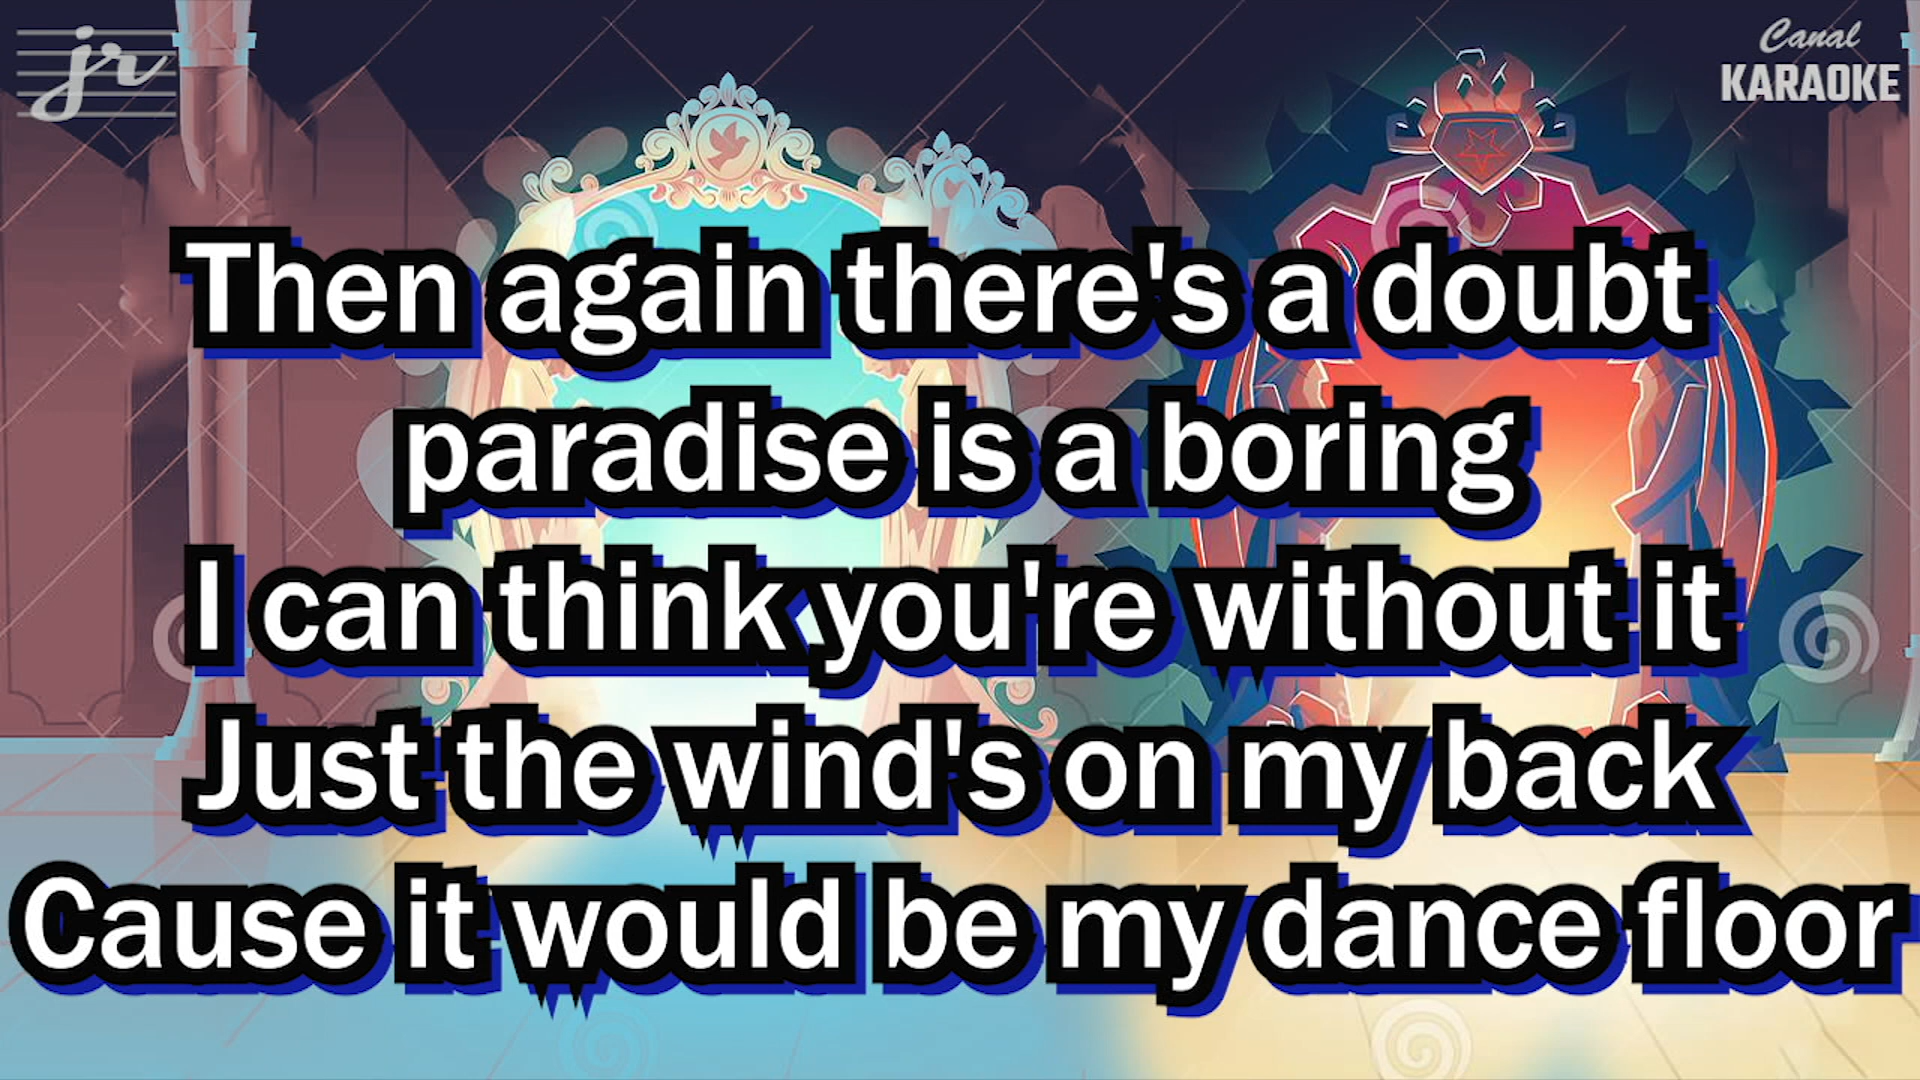 jr
Canal
KARAOKE
Then again there's a doubt
paradise is a boring
I can think you're without it
Just the wind's on my back
Cause it would be my dance floor